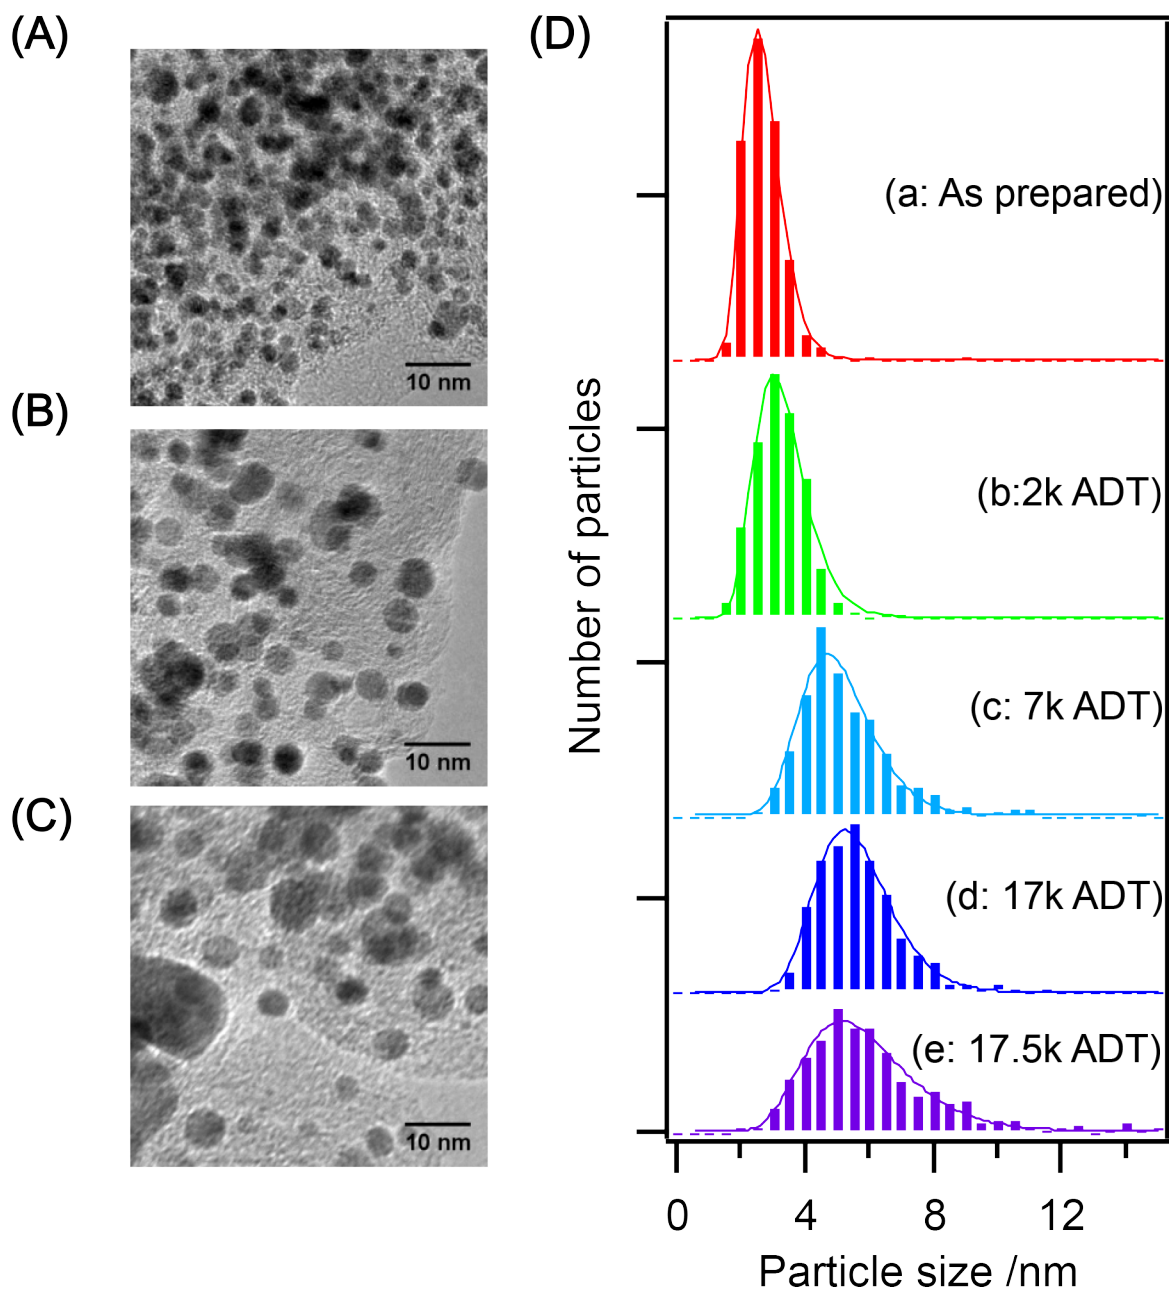 (A)
10 nm
(B)
10 nm
(C)
10 nm
(D)
Number of particles
(a: As prepared)
(b:2k ADT)
(c: 7k ADT)
(d: 17k ADT)
(e: 17.5k ADT)
0 4 8 12
Particle size /nm